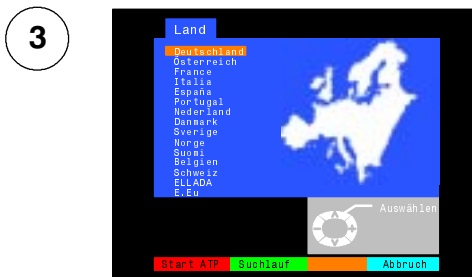 3
Land
Deutschland
Österreich
France
Italia
España
Portugal
Nederland
Danmark
Sverige
Norge
Suomi
Belgien
Schweiz
ELLADA
E.Eu
Auswählen
Start ATP Suchlauf Abbruch